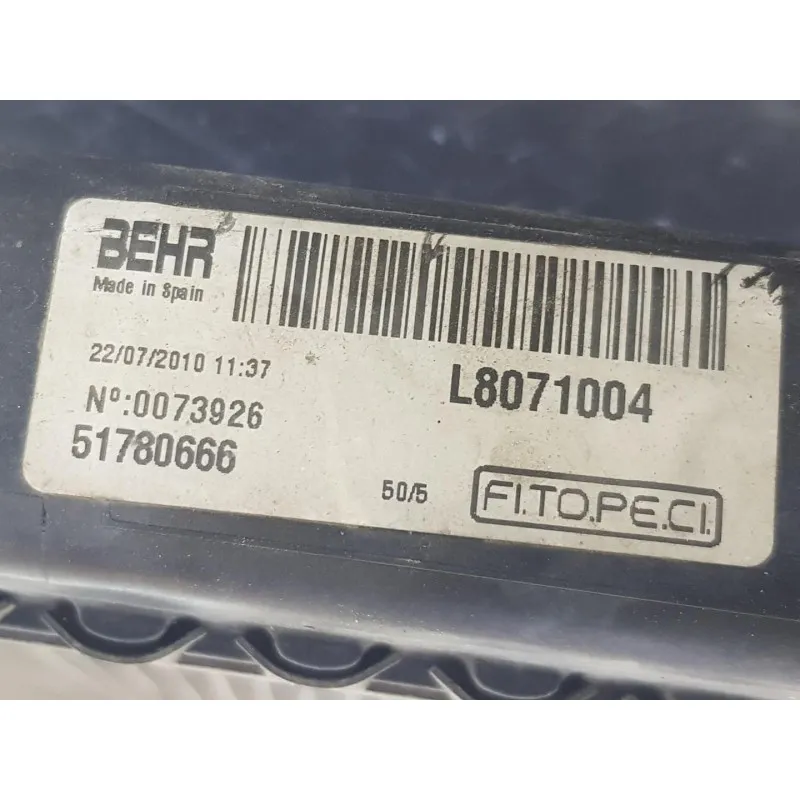 BEHR
Made in Spain
22/07/2010 11:37
L8071004
Nº:0073926
51780666
50/5
FI.TO.PE.CI.